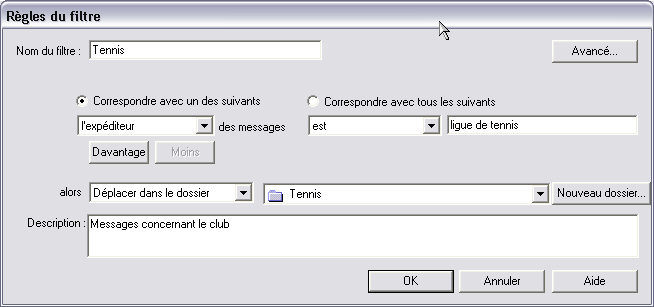 Règles du filtre
Nom du filtre : Tennis Avancé...
Correspondre avec un des suivants Correspondre avec tous les suivants
l'expéditeur des messages est ligue de tennis
Davantage Moins
alors Déplacer dans le dossier Tennis Nouveau dossier...
Description : Messages concernant le club
OK Annuler Aide